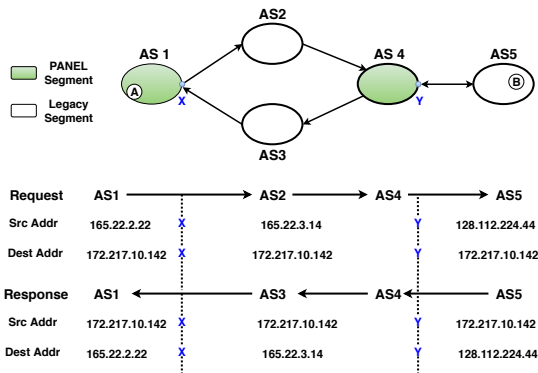 AS2
AS 1
AS 4
AS5
PANEL
Segment
Legacy
Segment
A
B
X
Y
AS3
Request AS1 AS2 AS4 AS5
Src Addr 165.22.2.22 X 165.22.3.14 Y 128.112.224.44
Dest Addr 172.217.10.142 X 172.217.10.142 Y 172.217.10.142
Response AS1 AS3 AS4 AS5
Src Addr 172.217.10.142 X 172.217.10.142 Y 172.217.10.142
Dest Addr 165.22.2.22 X 165.22.3.14 Y 128.112.224.44